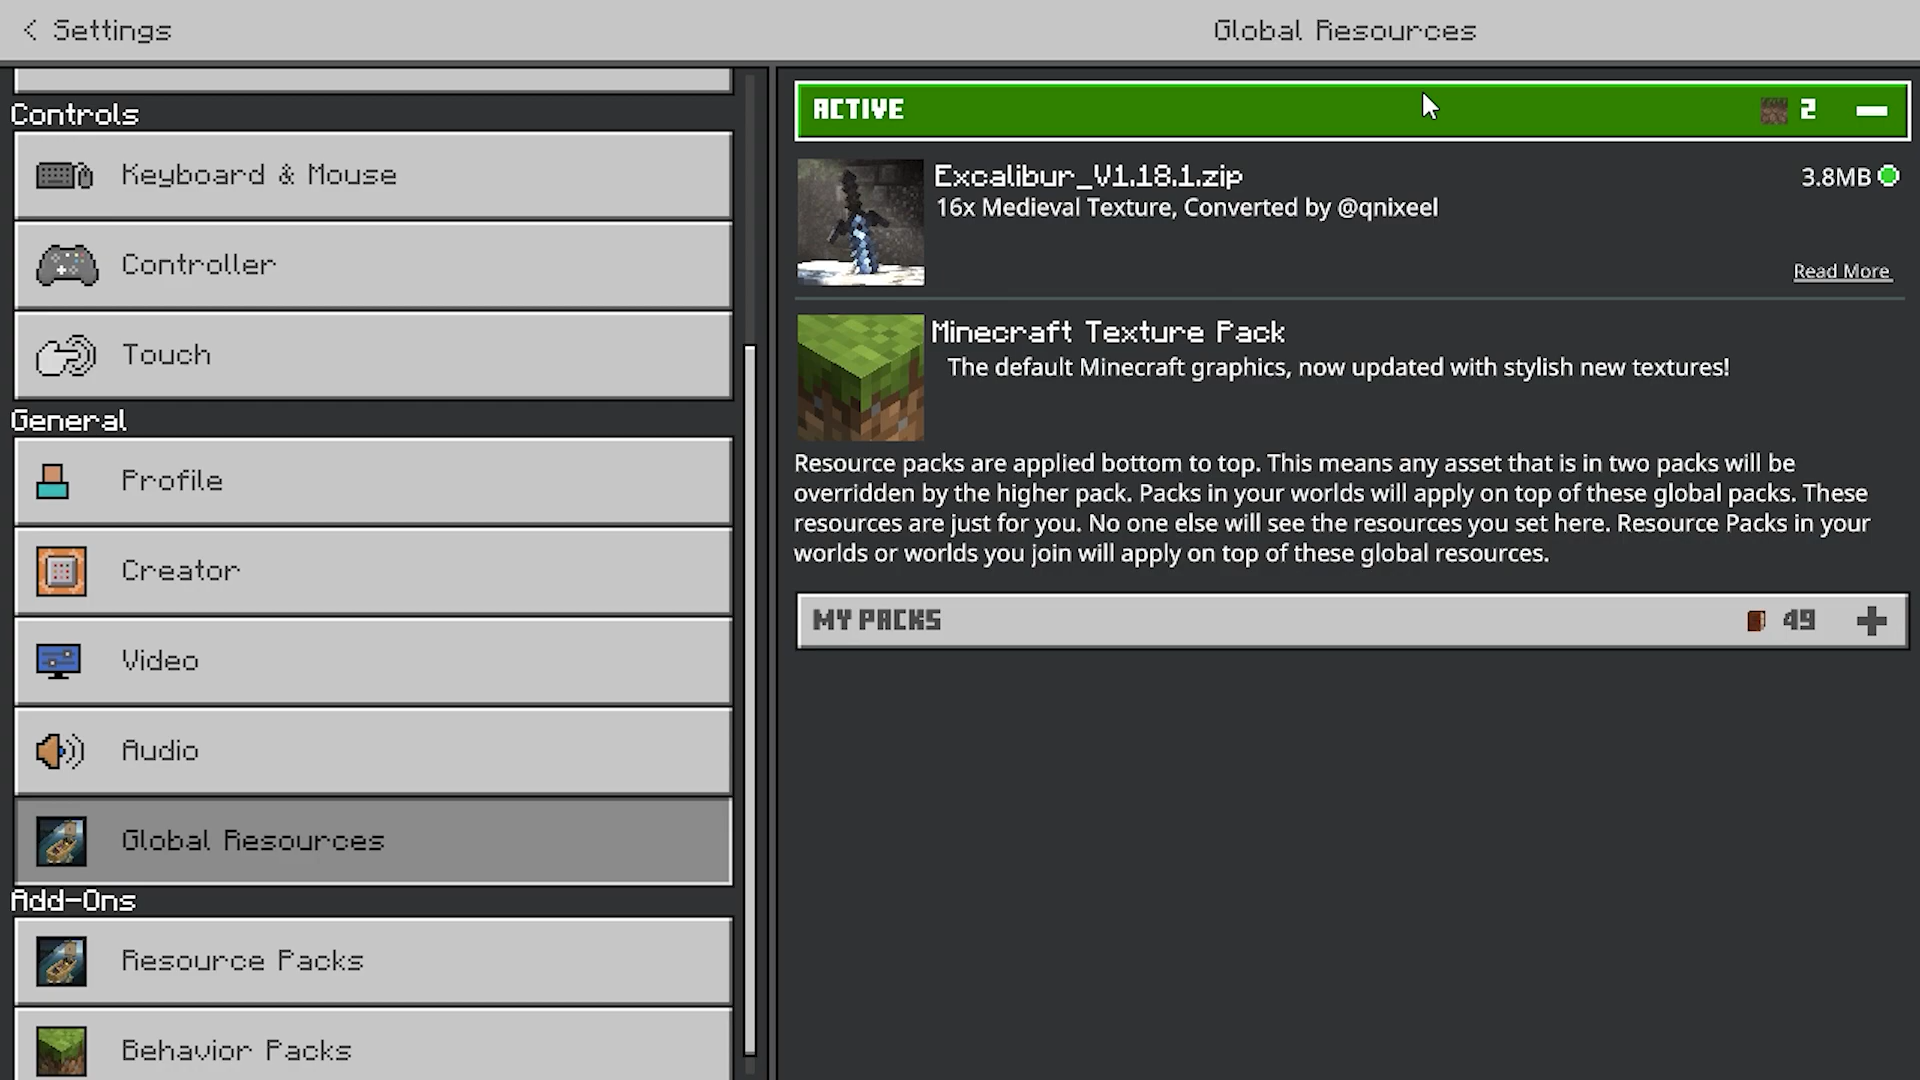 < Settings
Global Resources
Controls
Keyboard & Mouse
Controller
Touch
General
Profile
Creator
Video
Audio
Global Resources
Add-Ons
Resource Packs
Behavior Packs
ACTIVE 2
Excalibur_V1.18.1.zip 3.8MB
16x Medieval Texture, Converted by @qnixeel
Read More
Minecraft Texture Pack
The default Minecraft graphics, now updated with stylish new textures!
Resource packs are applied bottom to top. This means any asset that is in two packs will be
overridden by the higher pack. Packs in your worlds will apply on top of these global packs. These
resources are just for you. No one else will see the resources you set here. Resource Packs in your
worlds or worlds you join will apply on top of these global resources.
MY PACKS 49